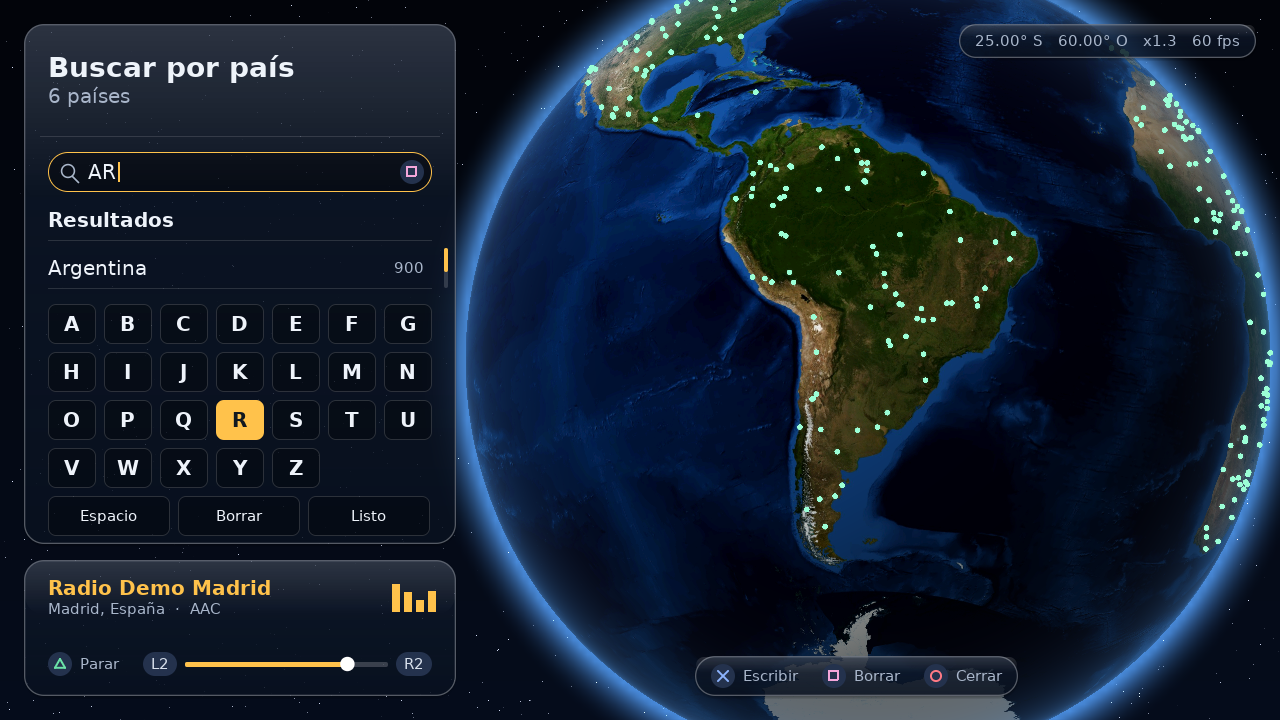 Buscar por país
6 países
AR
Resultados
Argentina 900
A B C D E F G
H I J K L M N
O P Q R S T U
V W X Y Z
Espacio Borrar Listo
Radio Demo Madrid
Madrid, España · AAC
Parar L2 R2
25.00° S 60.00° O x1.3 60 fps
Escribir Borrar Cerrar